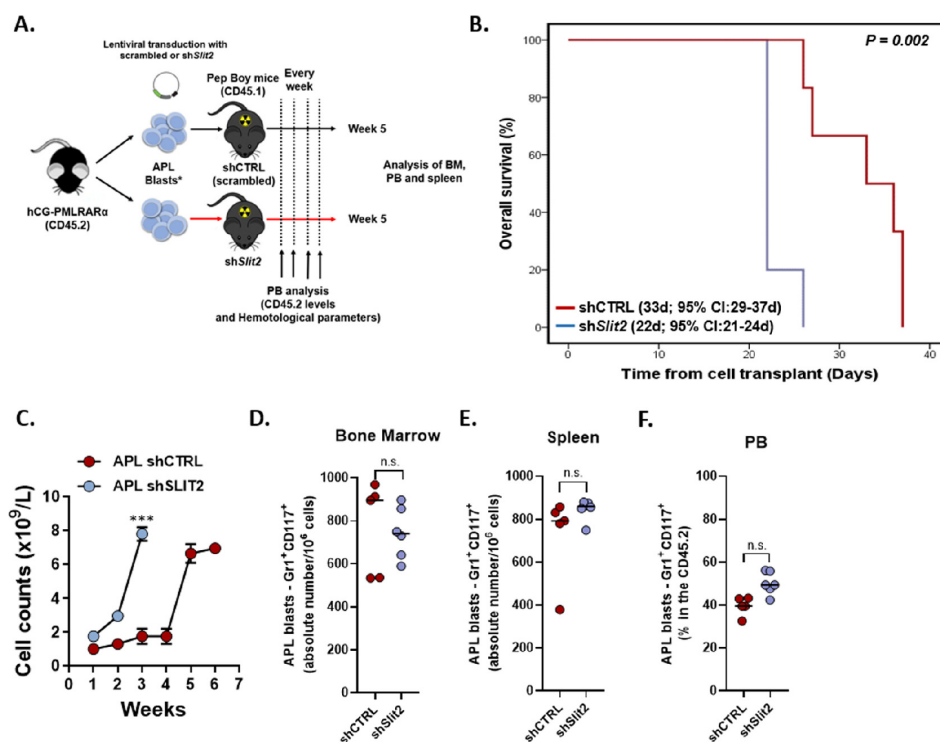 A.
Lentiviral transduction with
scrambled or shSlit2
Pep Boy mice
(CD45.1)
Every
week
Week 5
APL
Blasts*
shCTRL
(scrambled)
Analysis of BM,
PB and spleen
hCG-PMLRARα
(CD45.2)
Week 5
shSlit2
PB analysis
(CD45.2 levels
and Hemotological parameters)
B.
P = 0.002
Overall survival (%)
100
80
60
40
20
0
shCTRL (33d; 95% CI:29-37d)
shSlit2 (22d; 95% CI:21-24d)
0 10 20 30 40
Time from cell transplant (Days)
C.
APL shCTRL
APL shSLIT2
Cell counts (x10⁹/L)
10
8
6
4
2
0
***
0 1 2 3 4 5 6 7
Weeks
D.
Bone Marrow
n.s.
APL blasts - Gr1⁺CD117⁺
(absolute number/10⁶ cells)
1000
800
600
400
200
0
shCTRL
shSlit2
E.
Spleen
n.s.
APL blasts - Gr1⁺CD117⁺
(absolute number/10⁶ cells)
1000
800
600
400
200
0
shCTRL
shSlit2
F.
PB
n.s.
APL blasts - Gr1⁺CD117⁺
(% in the CD45.2)
100
80
60
40
20
0
shCTRL
shSlit2